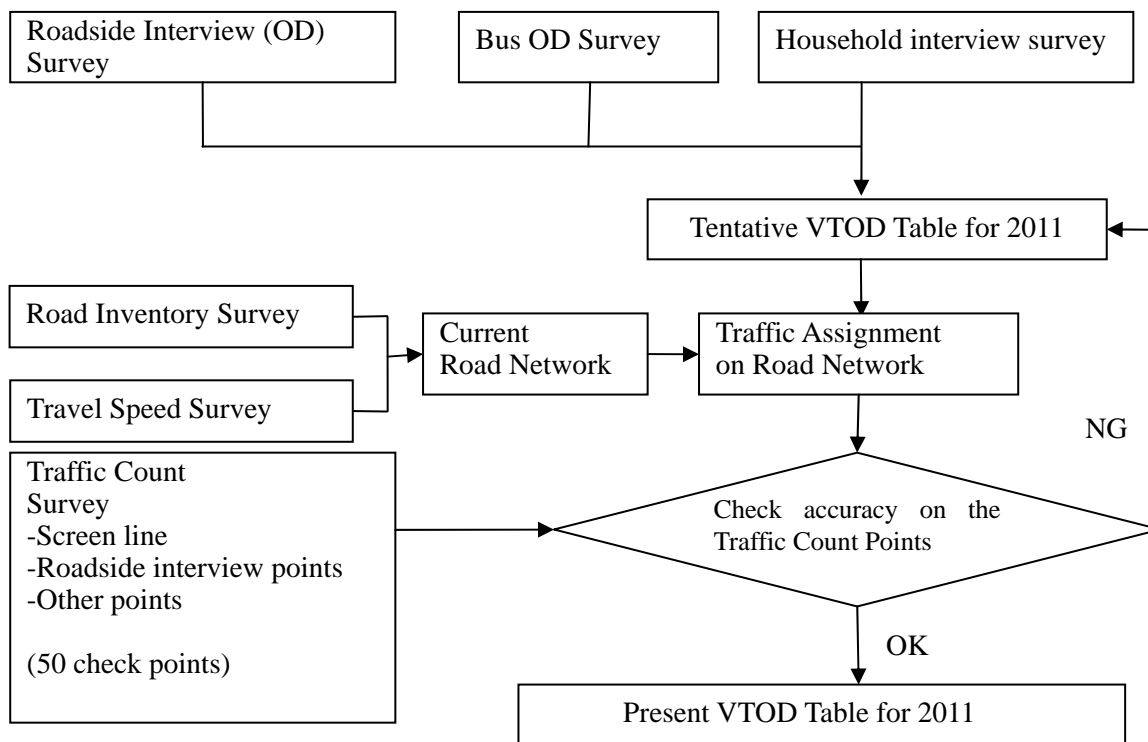 Roadside Interview (OD)
Survey
Bus OD Survey
Household interview survey
Tentative VTOD Table for 2011
Road Inventory Survey
Travel Speed Survey
Current
Road Network
Traffic Assignment
on Road Network
NG
Traffic Count
Survey
-Screen line
-Roadside interview points
-Other points
(50 check points)
Check accuracy on the
Traffic Count Points
OK
Present VTOD Table for 2011